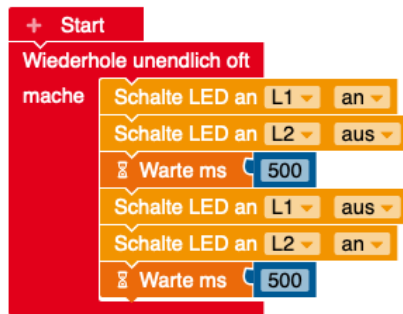 + Start
Wiederhole unendlich oft
mache Schalte LED an L1 an
Schalte LED an L2 aus
Warte ms 500
Schalte LED an L1 aus
Schalte LED an L2 an
Warte ms 500